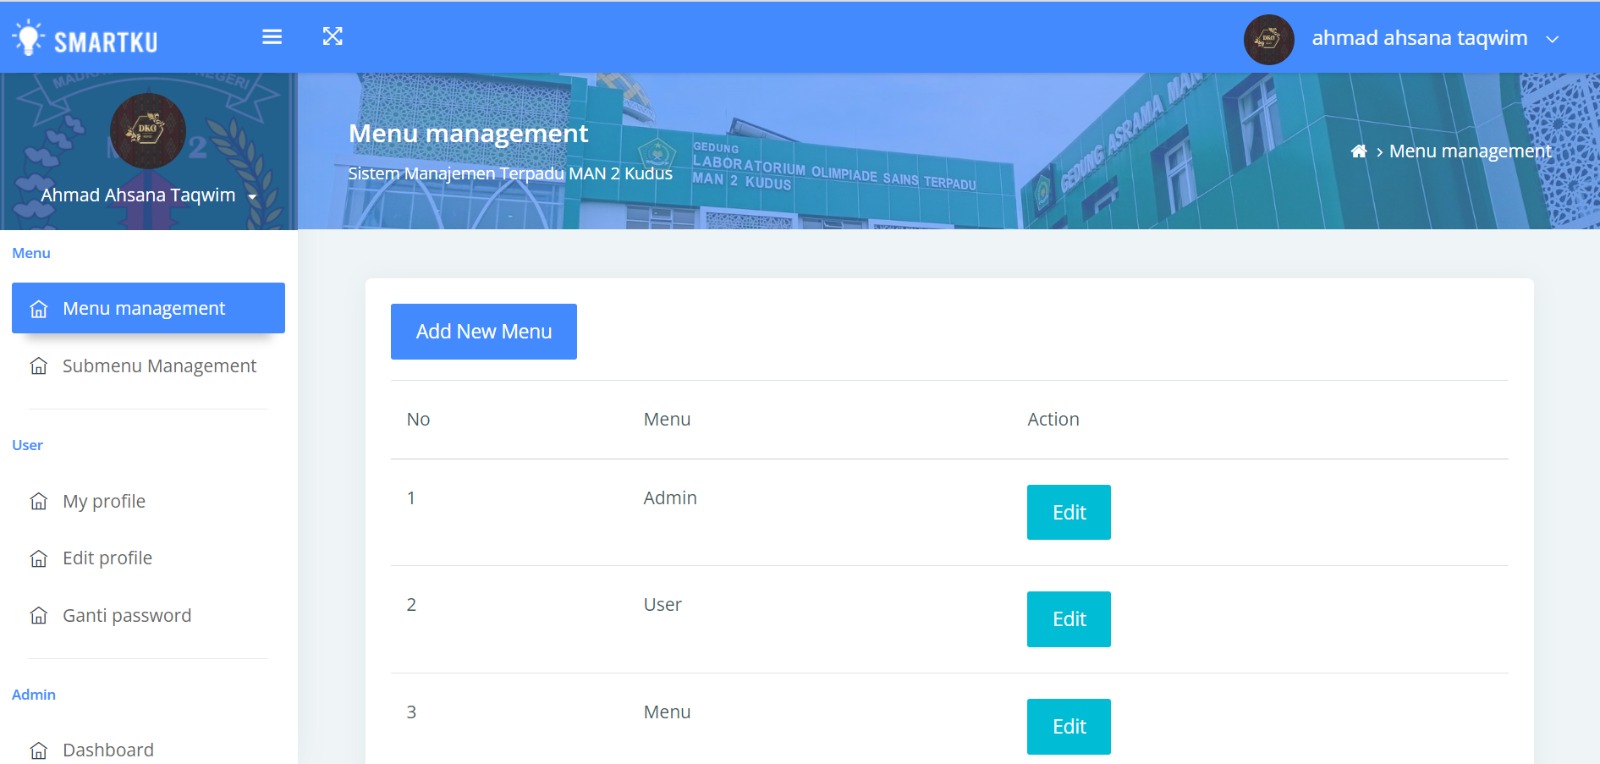 SMARTKU
ahmad ahsana taqwim
NEGERI
DKG
2
Ahmad Ahsana Taqwim
Menu management
Sistem Manajemen Terpadu MAN 2 Kudus
GEDUNG
LABORATORIUM OLIMPIADE SAINS TERPADU
MAN 2 KUDUS
GEDUNG ASRAMA MAN
> Menu management
Menu
Menu management
Submenu Management
User
My profile
Edit profile
Ganti password
Admin
Dashboard
Add New Menu
No Menu Action
1 Admin Edit
2 User Edit
3 Menu Edit